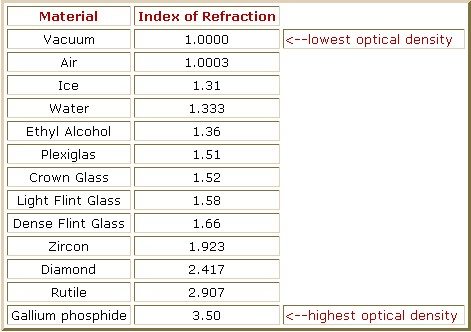 Material Index of Refraction
Vacuum 1.0000 <--lowest optical density
Air 1.0003
Ice 1.31
Water 1.333
Ethyl Alcohol 1.36
Plexiglas 1.51
Crown Glass 1.52
Light Flint Glass 1.58
Dense Flint Glass 1.66
Zircon 1.923
Diamond 2.417
Rutile 2.907
Gallium phosphide 3.50 <--highest optical density